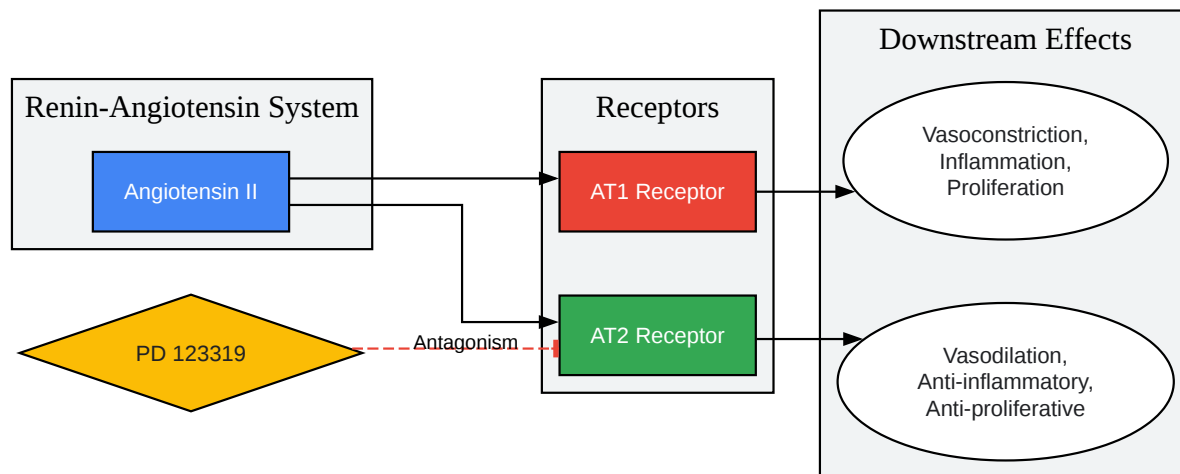 Renin-Angiotensin System
Angiotensin II
PD 123319
Antagonism
Receptors
AT1 Receptor
AT2 Receptor
Downstream Effects
Vasoconstriction,
Inflammation,
Proliferation
Vasodilation,
Anti-inflammatory,
Anti-proliferative